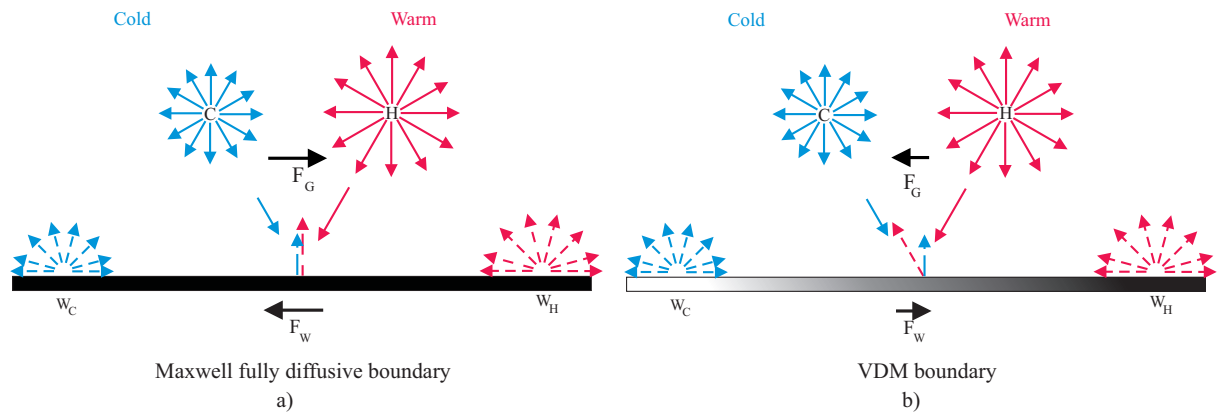 Cold
Warm
C
H
F_G
W_C
F_W
W_H
Maxwell fully diffusive boundary
a)
Cold
Warm
C
H
F_G
W_C
F_W
W_H
VDM boundary
b)